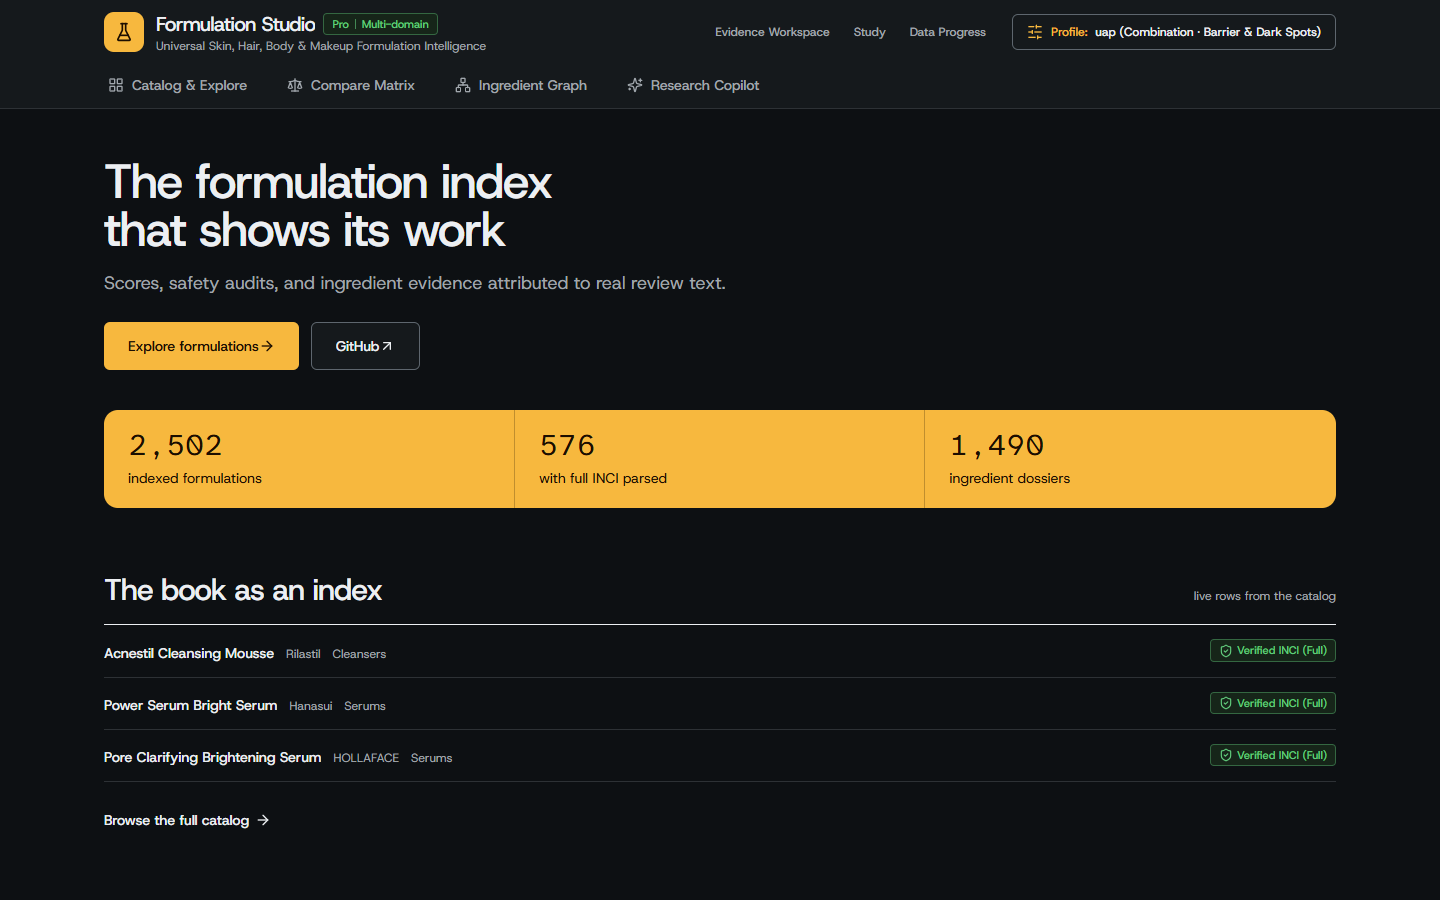 Formulation Studio
Pro | Multi-domain
Universal Skin, Hair, Body & Makeup Formulation Intelligence
Evidence Workspace
Study
Data Progress
Profile: uap (Combination · Barrier & Dark Spots)
Catalog & Explore
Compare Matrix
Ingredient Graph
Research Copilot
The formulation index
that shows its work
Scores, safety audits, and ingredient evidence attributed to real review text.
Explore formulations →
GitHub ↗
2,502
indexed formulations
576
with full INCI parsed
1,490
ingredient dossiers
The book as an index
live rows from the catalog
Acnestil Cleansing Mousse Rilastil Cleansers
Verified INCI (Full)
Power Serum Bright Serum Hanasui Serums
Verified INCI (Full)
Pore Clarifying Brightening Serum HOLLAFACE Serums
Verified INCI (Full)
Browse the full catalog →